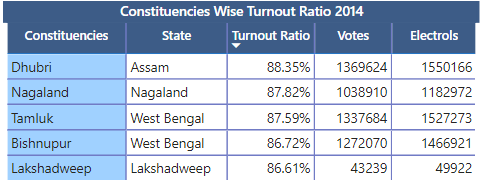 Constituencies Wise Turnout Ratio 2014
Constituencies State Turnout Ratio Votes Electrols
Dhubri Assam 88.35% 1369624 1550166
Nagaland Nagaland 87.82% 1038910 1182972
Tamluk West Bengal 87.59% 1337684 1527273
Bishnupur West Bengal 86.72% 1272070 1466921
Lakshadweep Lakshadweep 86.61% 43239 49922